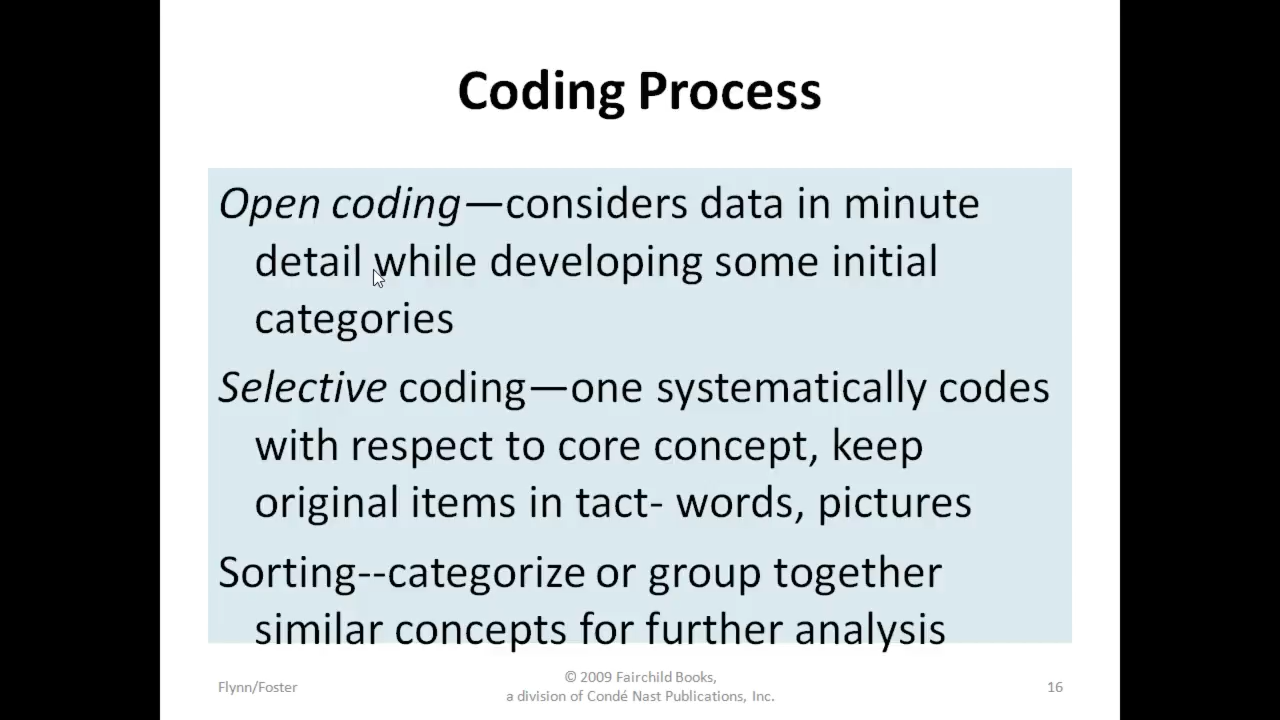 Coding Process
Open coding—considers data in minute
detail while developing some initial
categories
Selective coding—one systematically codes
with respect to core concept, keep
original items in tact- words, pictures
Sorting--categorize or group together
similar concepts for further analysis
Flynn/Foster
© 2009 Fairchild Books,
a division of Condé Nast Publications, Inc.
16